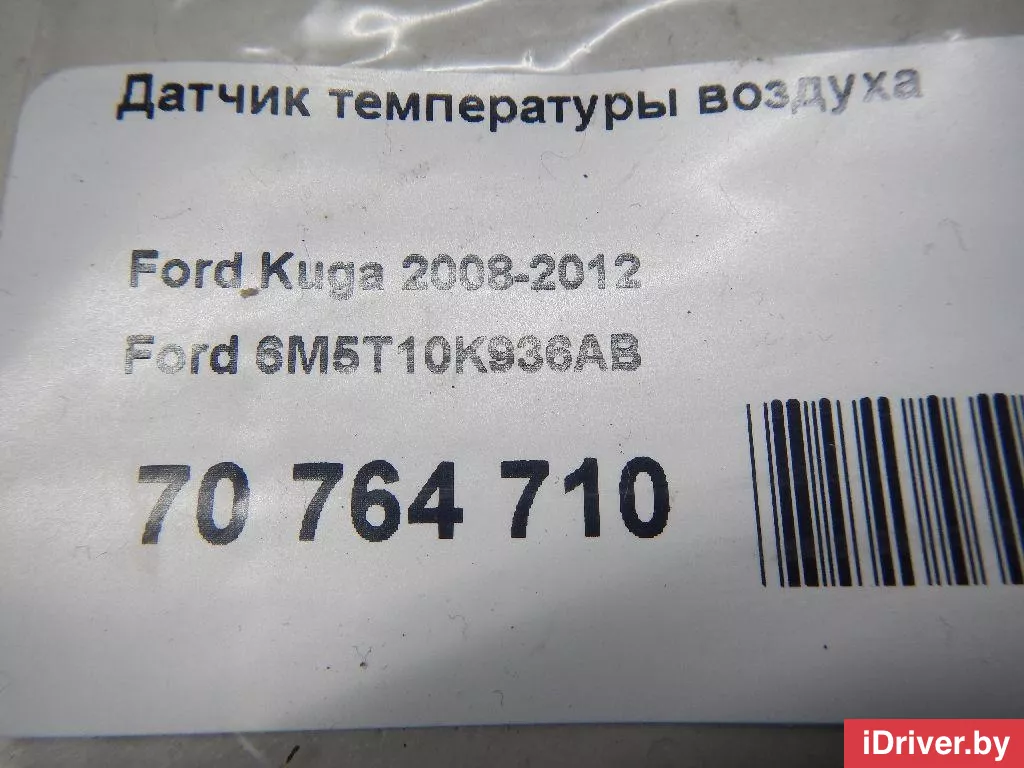 Датчик температуры воздуха
Ford Kuga 2008-2012
Ford 6M5T10K936AB
70 764 710
iDriver.by